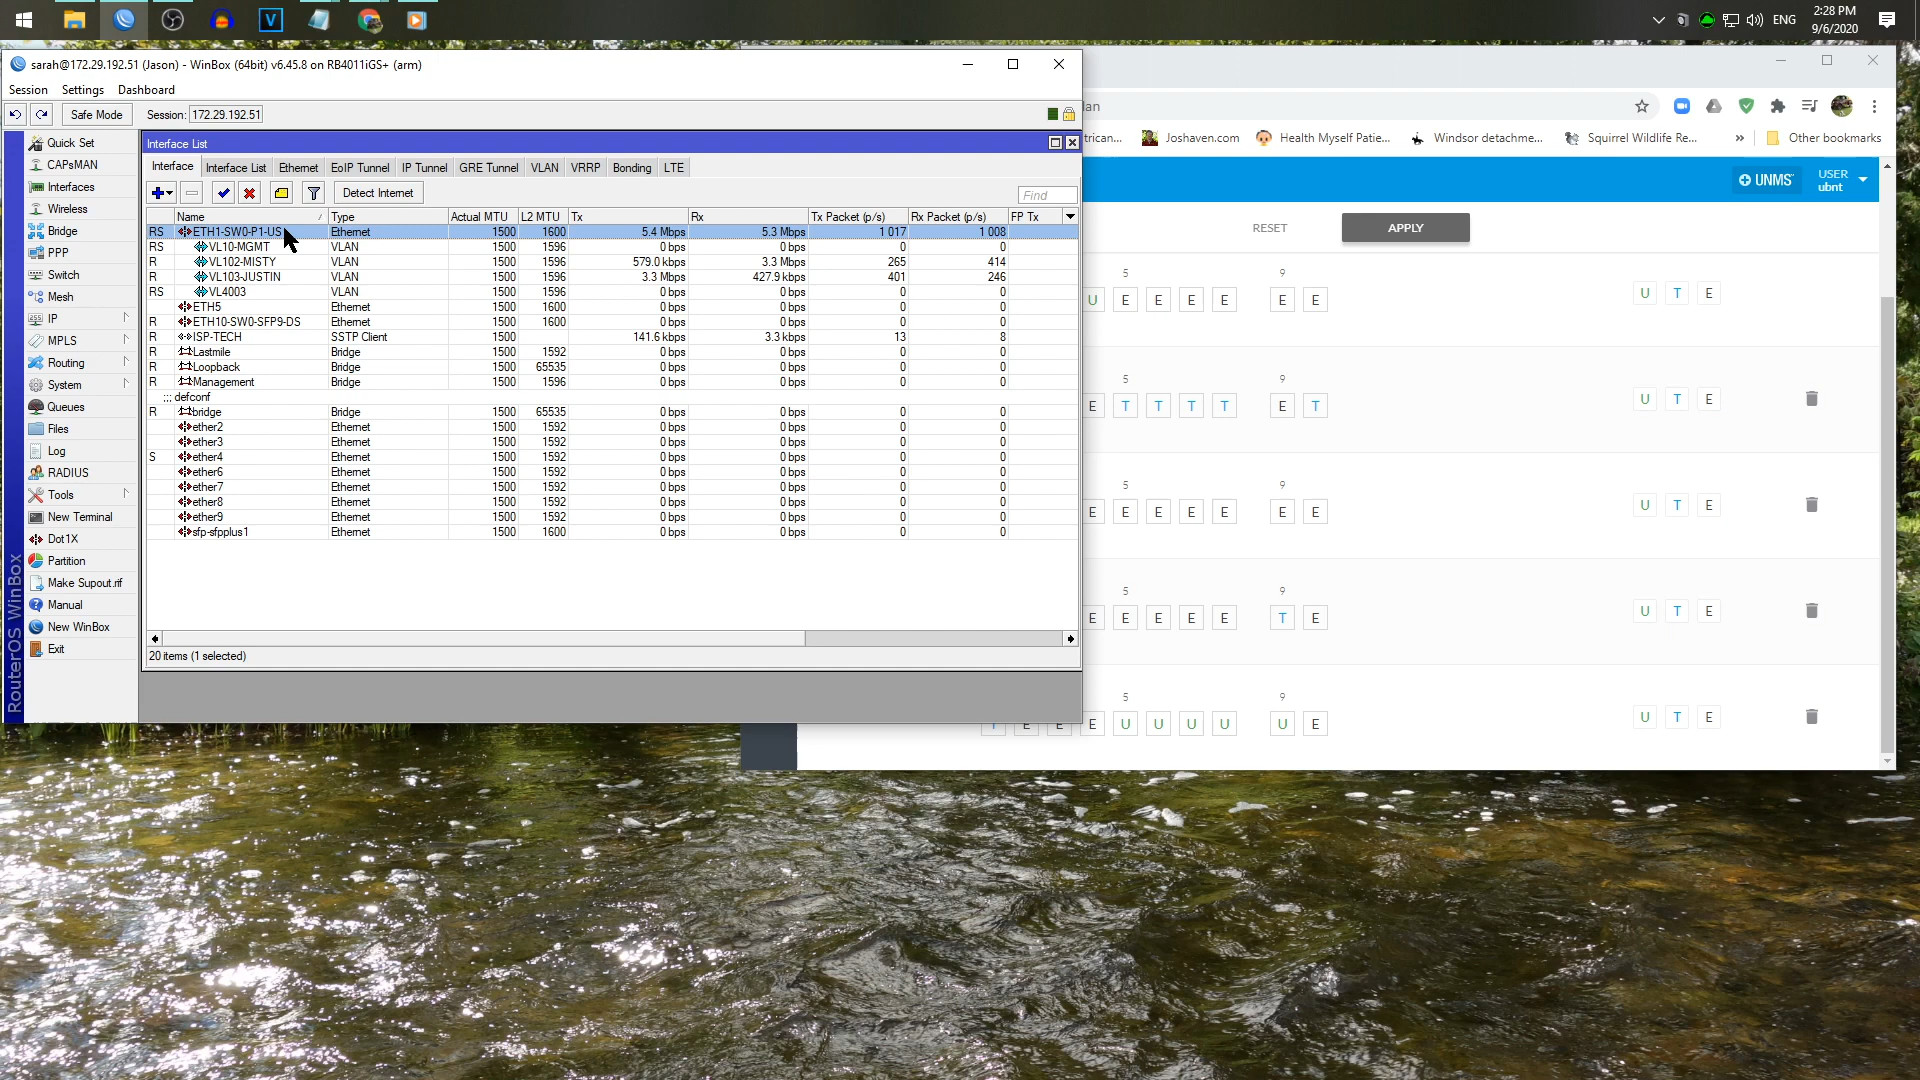 2:28 PM
ENG
9/6/2020
sarah@172.29.192.51 (Jason) - WinBox (64bit) v6.45.8 on RB4011iGS+ (arm)
Session Settings Dashboard
Safe Mode Session: 172.29.192.51
Quick Set
CAPsMAN
Interfaces
Wireless
Bridge
PPP
Switch
Mesh
IP
MPLS
Routing
System
Queues
Files
Log
RADIUS
Tools
New Terminal
Dot1X
Partition
Make Supout.rif
Manual
New WinBox
Exit
RouterOS WinBox
Interface List
Interface Interface List Ethernet EoIP Tunnel IP Tunnel GRE Tunnel VLAN VRRP Bonding LTE
Detect Internet Find
Name / Type Actual MTU L2 MTU Tx Rx Tx Packet (p/s) Rx Packet (p/s) FP Tx
RS ETH1-SW0-P1-US Ethernet 1500 1600 5.4 Mbps 5.3 Mbps 1 017 1 008
RS VL10-MGMT VLAN 1500 1596 0 bps 0 bps 0 0
R VL102-MISTY VLAN 1500 1596 579.0 kbps 3.3 Mbps 265 414
R VL103-JUSTIN VLAN 1500 1596 3.3 Mbps 427.9 kbps 401 246
RS VL4003 VLAN 1500 1596 0 bps 0 bps 0 0
ETH5 Ethernet 1500 1600 0 bps 0 bps 0 0
R ETH10-SW0-SFP9-DS Ethernet 1500 1600 0 bps 0 bps 0 0
R ISP-TECH SSTP Client 1500 141.6 kbps 3.3 kbps 13 8
R Lastmile Bridge 1500 1592 0 bps 0 bps 0 0
R Loopback Bridge 1500 65535 0 bps 0 bps 0 0
R Management Bridge 1500 1596 0 bps 0 bps 0 0
;;; defconf
R bridge Bridge 1500 65535 0 bps 0 bps 0 0
ether2 Ethernet 1500 1592 0 bps 0 bps 0 0
ether3 Ethernet 1500 1592 0 bps 0 bps 0 0
S ether4 Ethernet 1500 1592 0 bps 0 bps 0 0
ether6 Ethernet 1500 1592 0 bps 0 bps 0 0
ether7 Ethernet 1500 1592 0 bps 0 bps 0 0
ether8 Ethernet 1500 1592 0 bps 0 bps 0 0
ether9 Ethernet 1500 1592 0 bps 0 bps 0 0
sfp-sfpplus1 Ethernet 1500 1600 0 bps 0 bps 0 0
20 items (1 selected)
lan
trican... Joshaven.com Health Myself Patie... Windsor detachme... Squirrel Wildlife Re... » Other bookmarks
UNMS USER
ubnt
RESET APPLY
5 9
U E E E E E E U T E
5 9
E T T T T E T U T E
5 9
E E E E E E E U T E
5 9
E E E E E T E U T E
5 9
T E E E U U U U U E U T E